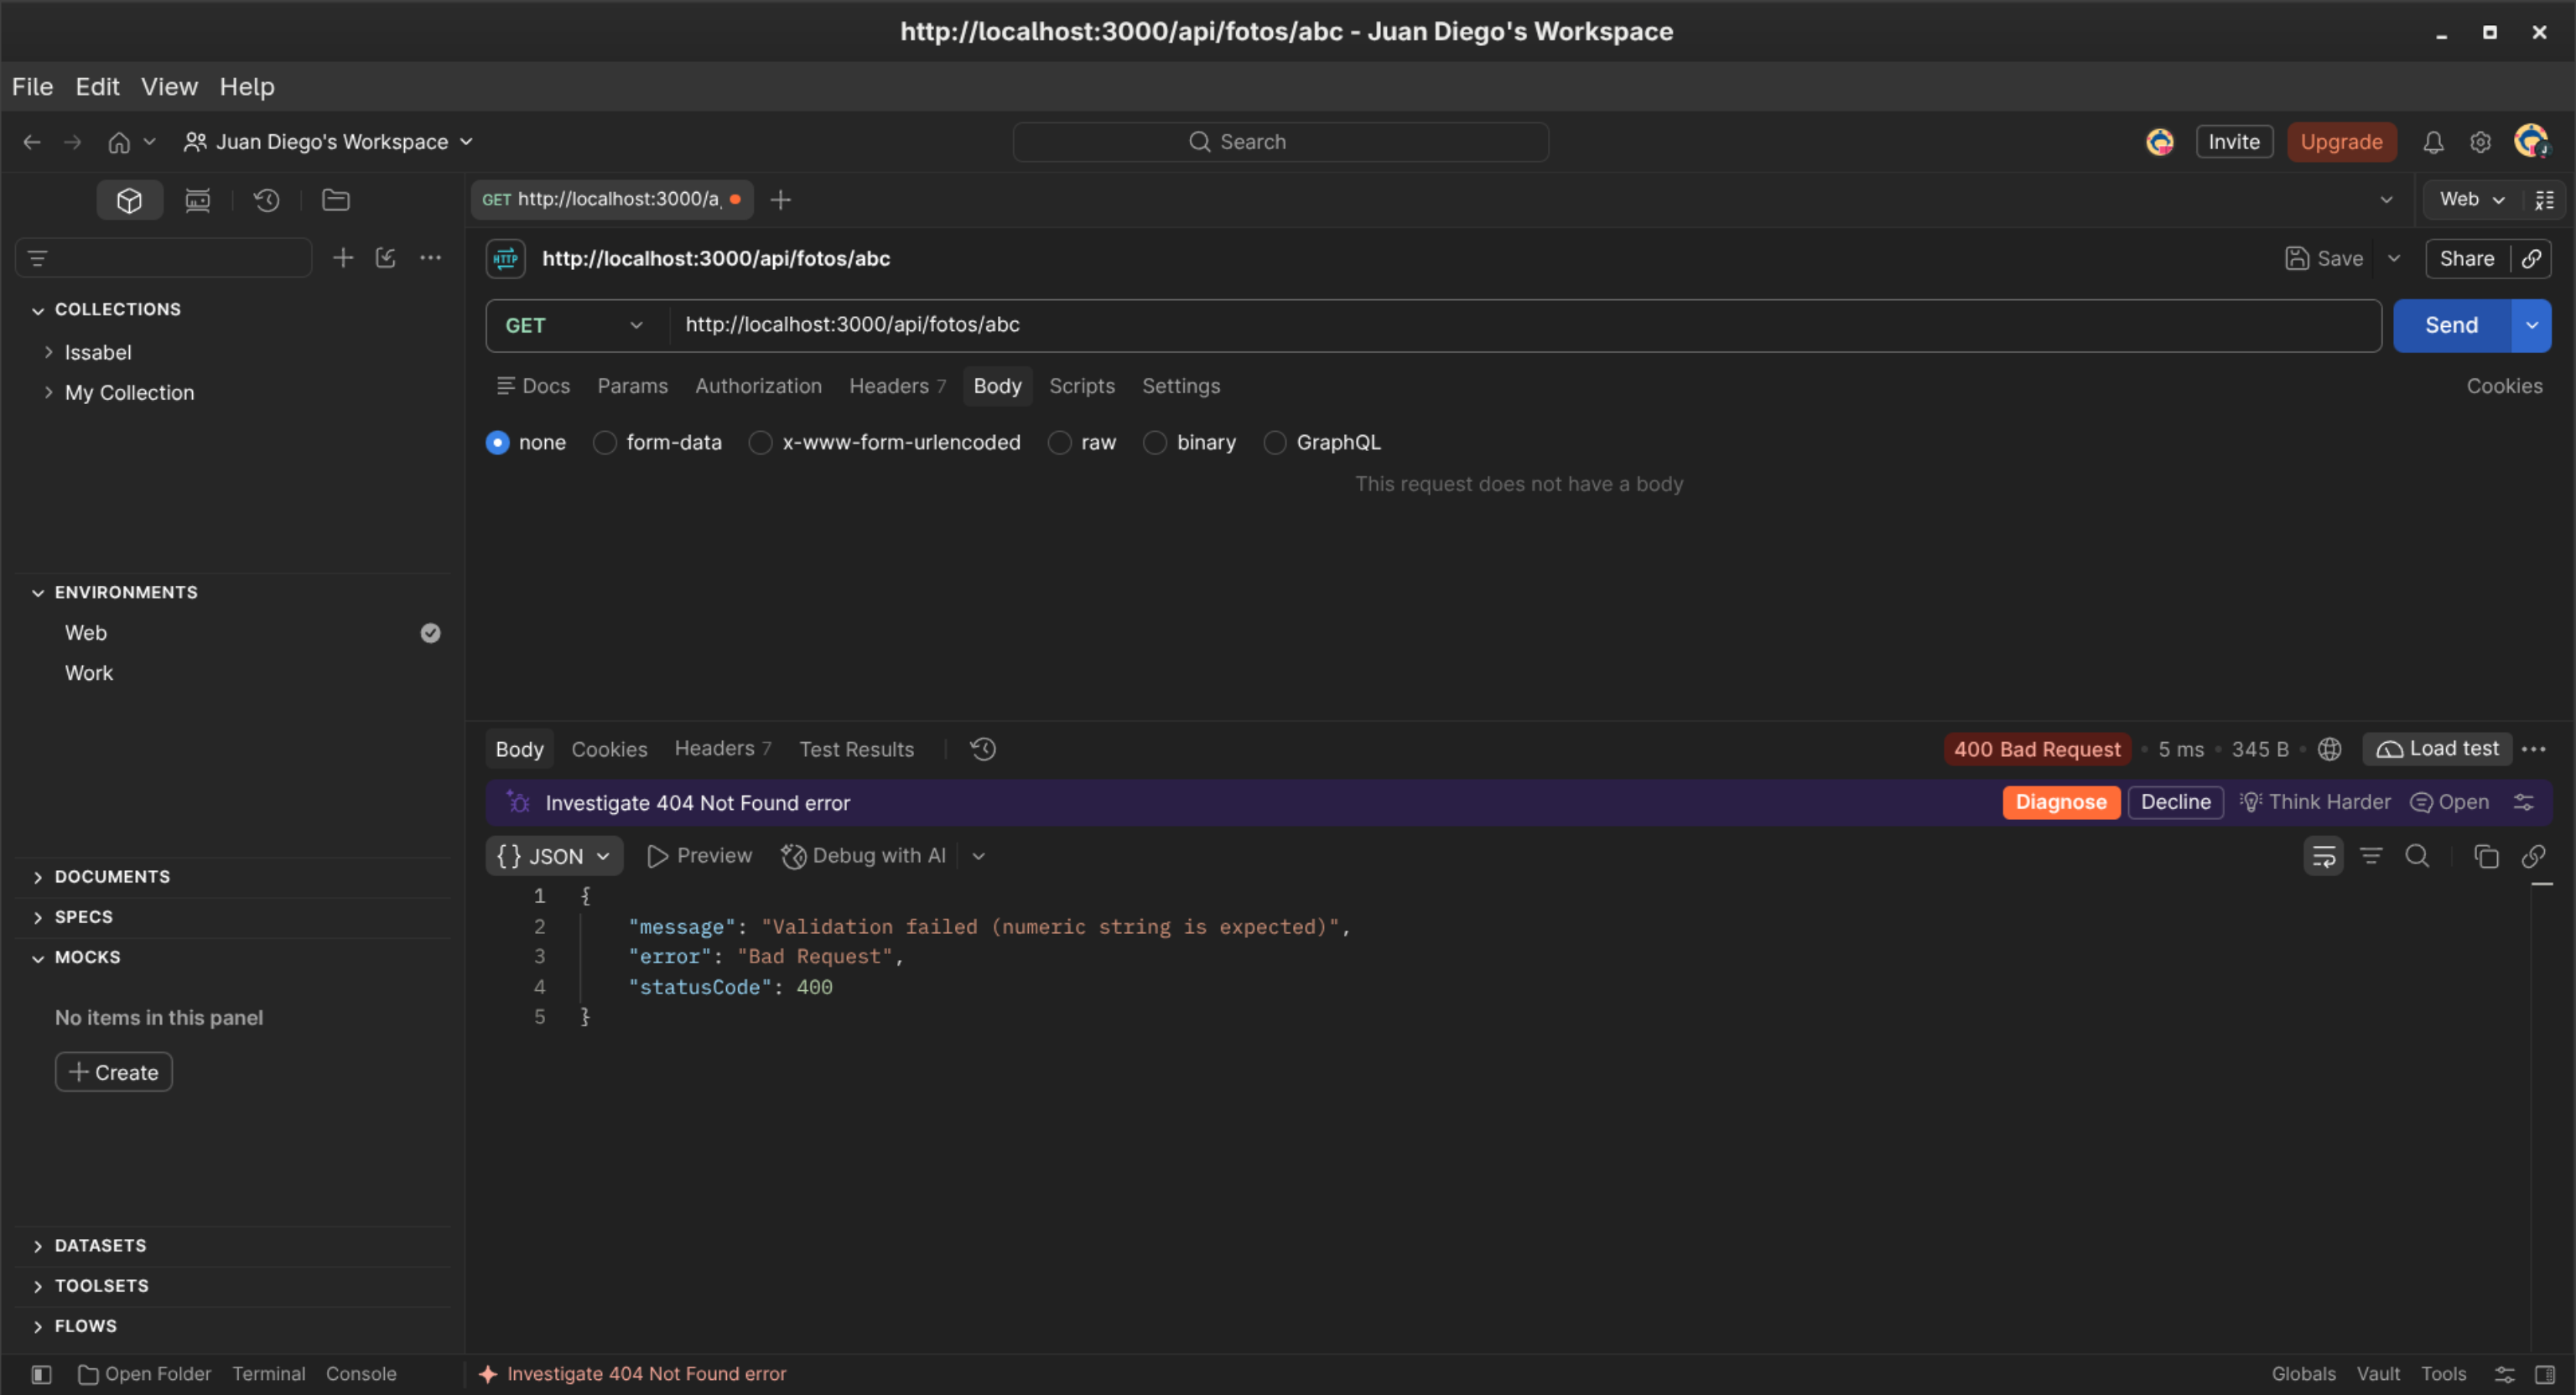 http://localhost:3000/api/fotos/abc - Juan Diego's Workspace
File Edit View Help
Juan Diego's Workspace
Search
Invite
Upgrade
GET http://localhost:3000/a
Web
HTTP
http://localhost:3000/api/fotos/abc
Save
Share
COLLECTIONS
Issabel
My Collection
GET
http://localhost:3000/api/fotos/abc
Send
Docs Params Authorization Headers 7 Body Scripts Settings
Cookies
none form-data x-www-form-urlencoded raw binary GraphQL
This request does not have a body
ENVIRONMENTS
Web
Work
Body Cookies Headers 7 Test Results
400 Bad Request • 5 ms • 345 B •
Load test
Investigate 404 Not Found error
Diagnose Decline Think Harder Open
{} JSON Preview Debug with AI
1 {
2 "message": "Validation failed (numeric string is expected)",
3 "error": "Bad Request",
4 "statusCode": 400
5 }
DOCUMENTS
SPECS
MOCKS
No items in this panel
+ Create
DATASETS
TOOLSETS
FLOWS
Open Folder Terminal Console
Investigate 404 Not Found error
Globals Vault Tools